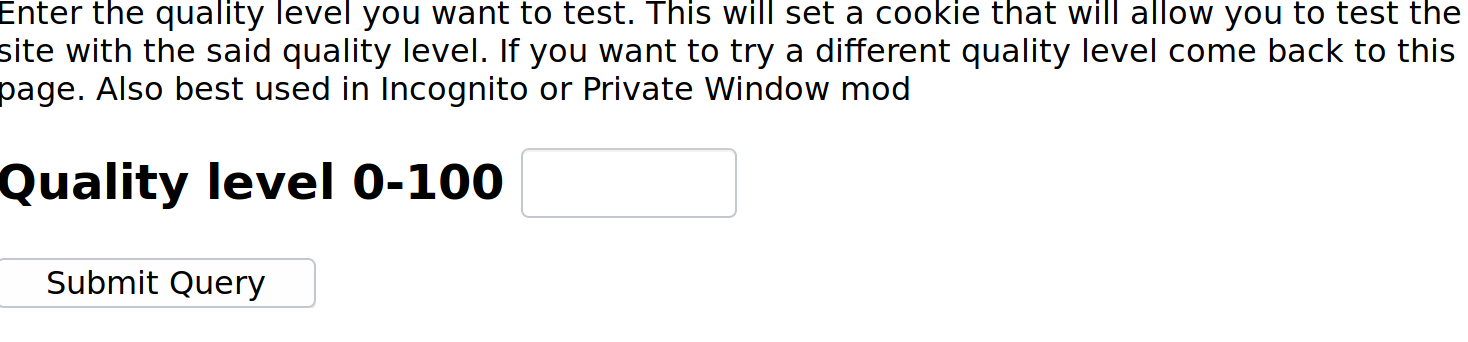 Enter the quality level you want to test. This will set a cookie that will allow you to test the
site with the said quality level. If you want to try a different quality level come back to this
page. Also best used in Incognito or Private Window mod
Quality level 0-100
Submit Query